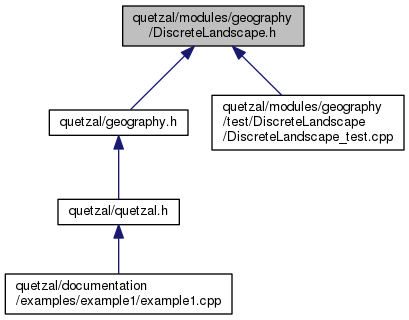 quetzal/modules/geography
/DiscreteLandscape.h
quetzal/geography.h
quetzal/modules/geography
/test/DiscreteLandscape
/DiscreteLandscape_test.cpp
quetzal/quetzal.h
quetzal/documentation
/examples/example1/example1.cpp